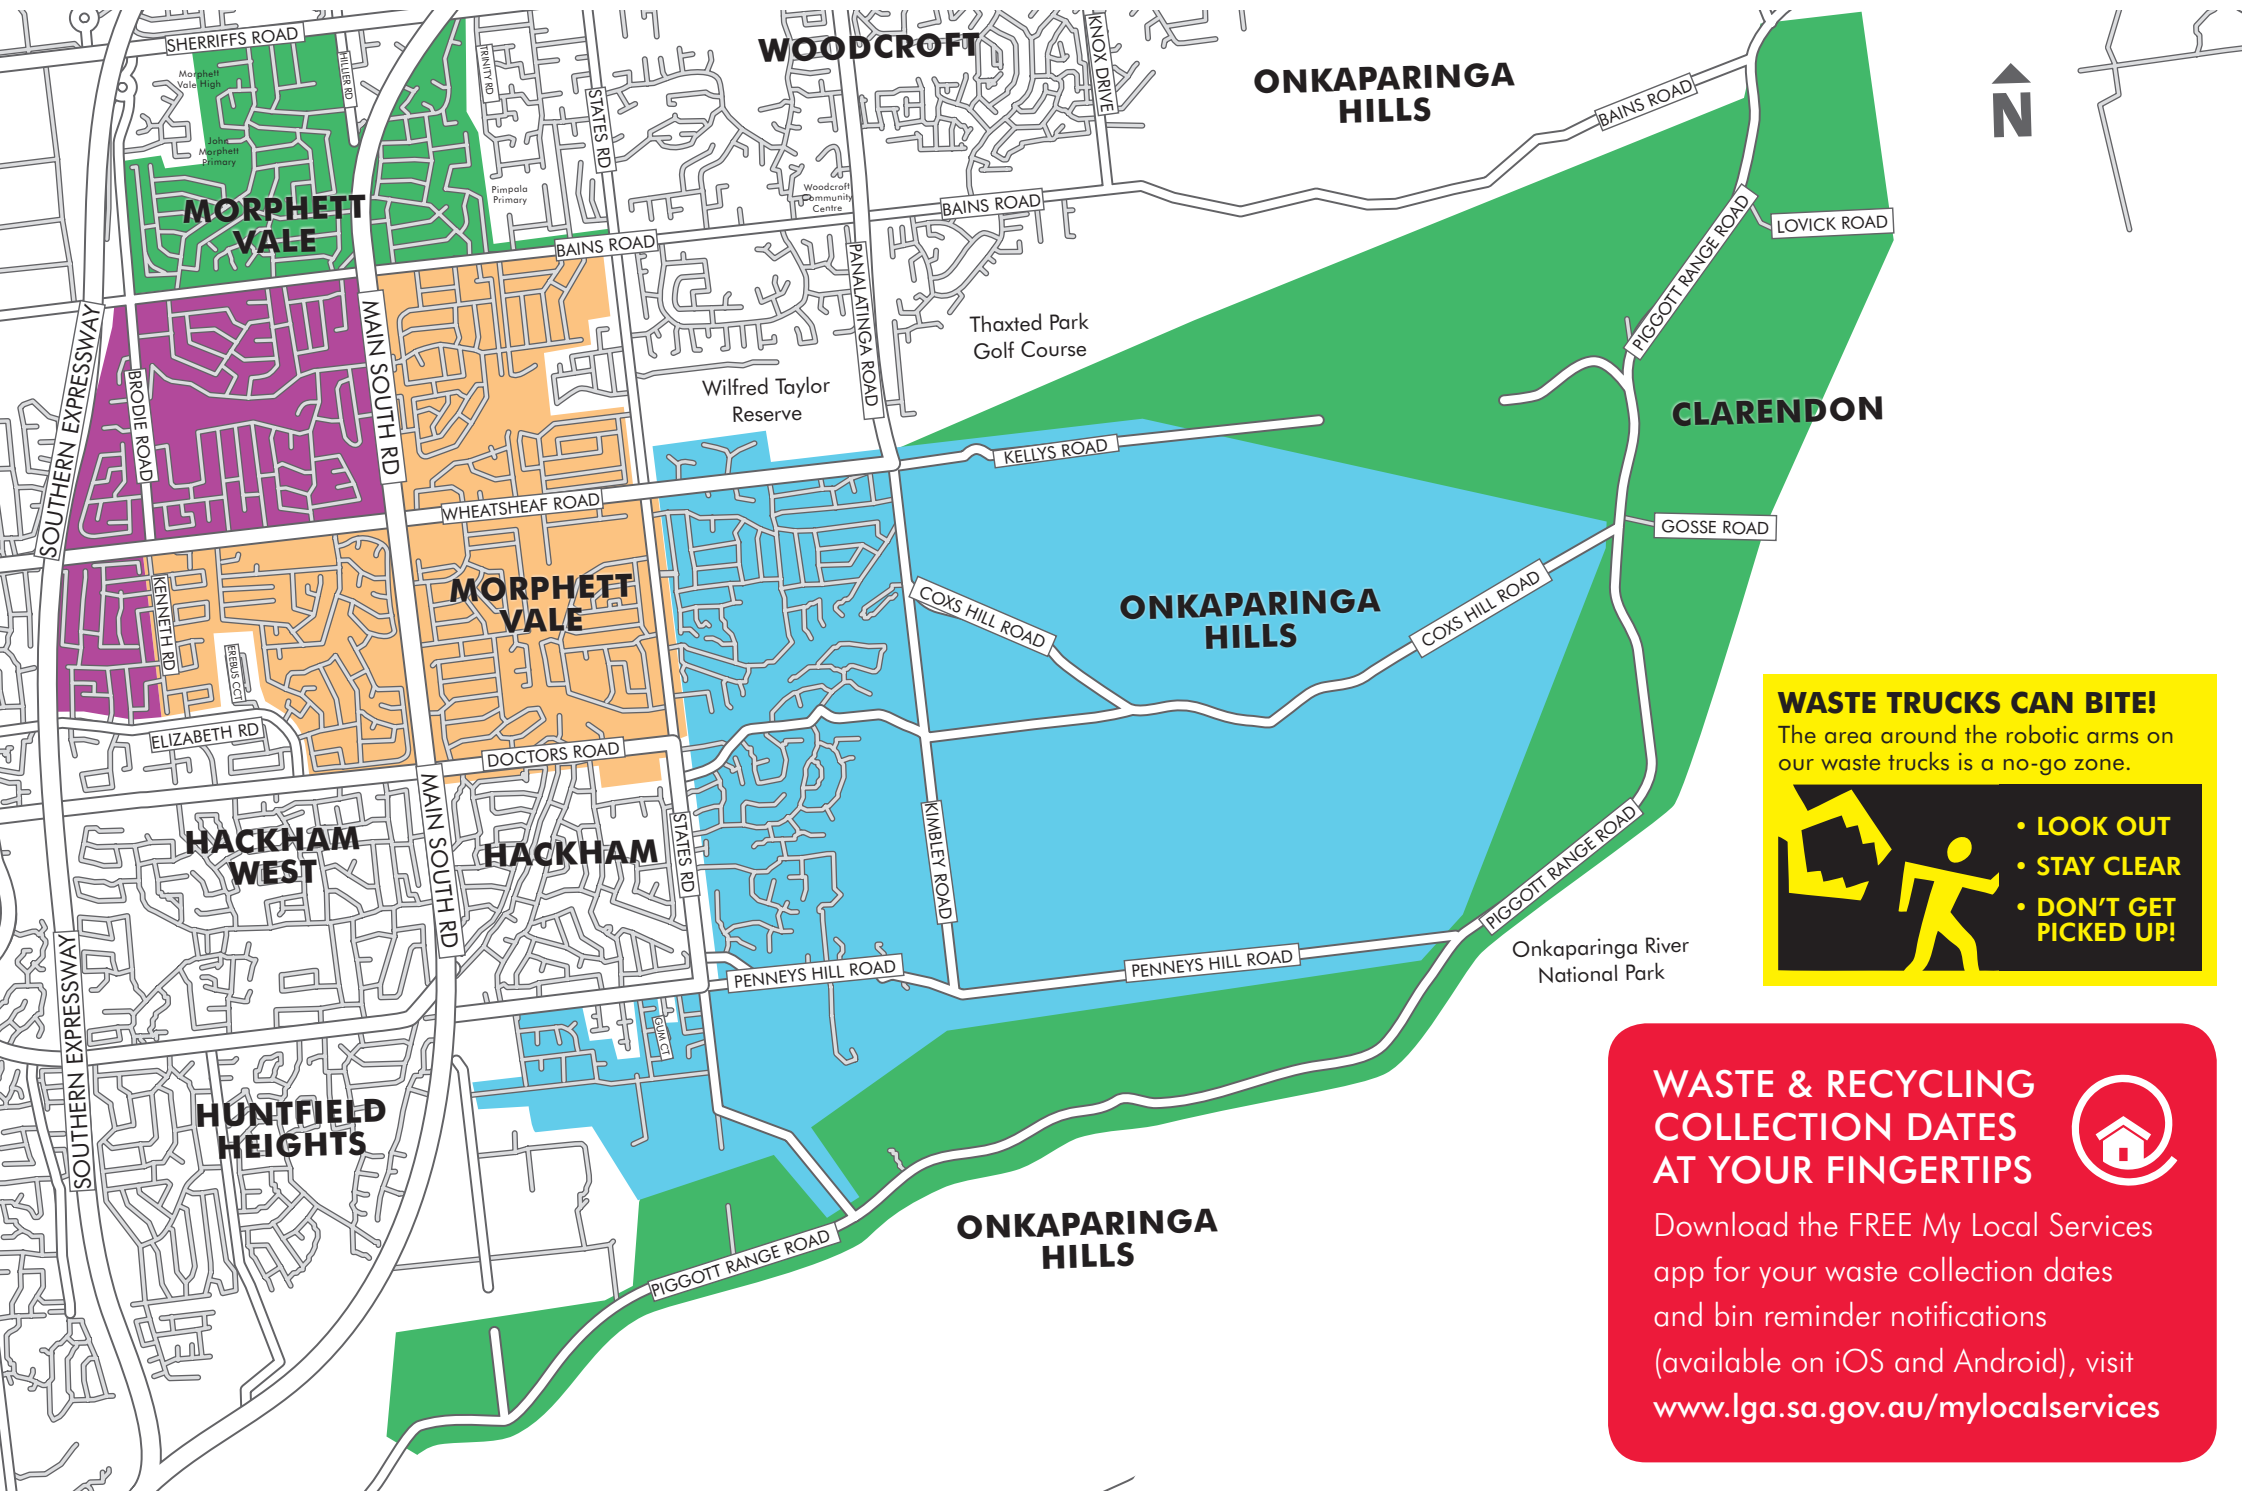 SHERRIFFS ROAD
Morphett
Vale High
HILLIER RD
John
Morphett
Primary
TRINITY RD
STATES RD
Pimpala
Primary
WOODCROFT
KNOX DRIVE
Woodcroft
Community
Centre
ONKAPARINGA
HILLS
BAINS ROAD
N
MORPHETT
VALE
BAINS ROAD
BAINS ROAD
LOVICK ROAD
PIGGOTT RANGE ROAD
PANALATINGA ROAD
SOUTHERN EXPRESSWAY
BRODIE ROAD
MAIN SOUTH RD
Thaxted Park
Golf Course
Wilfred Taylor
Reserve
CLARENDON
KELLYS ROAD
WHEATSHEAF ROAD
GOSSE ROAD
KENNETH RD
EREBUS CCT
MORPHETT
VALE
COXS HILL ROAD
ONKAPARINGA
HILLS
COXS HILL ROAD
ELIZABETH RD
DOCTORS ROAD
MAIN SOUTH RD
STATES RD
KIMBLEY ROAD
HACKHAM
WEST
HACKHAM
PIGGOTT RANGE ROAD
SOUTHERN EXPRESSWAY
PENNEYS HILL ROAD
PENNEYS HILL ROAD
Onkaparinga River
National Park
GUM CT
HUNTFIELD
HEIGHTS
ONKAPARINGA
HILLS
PIGGOTT RANGE ROAD
WASTE TRUCKS CAN BITE!
The area around the robotic arms on
our waste trucks is a no-go zone.
• LOOK OUT
• STAY CLEAR
• DON'T GET
PICKED UP!
WASTE & RECYCLING
COLLECTION DATES
AT YOUR FINGERTIPS
Download the FREE My Local Services
app for your waste collection dates
and bin reminder notifications
(available on iOS and Android), visit
www.lga.sa.gov.au/mylocalservices